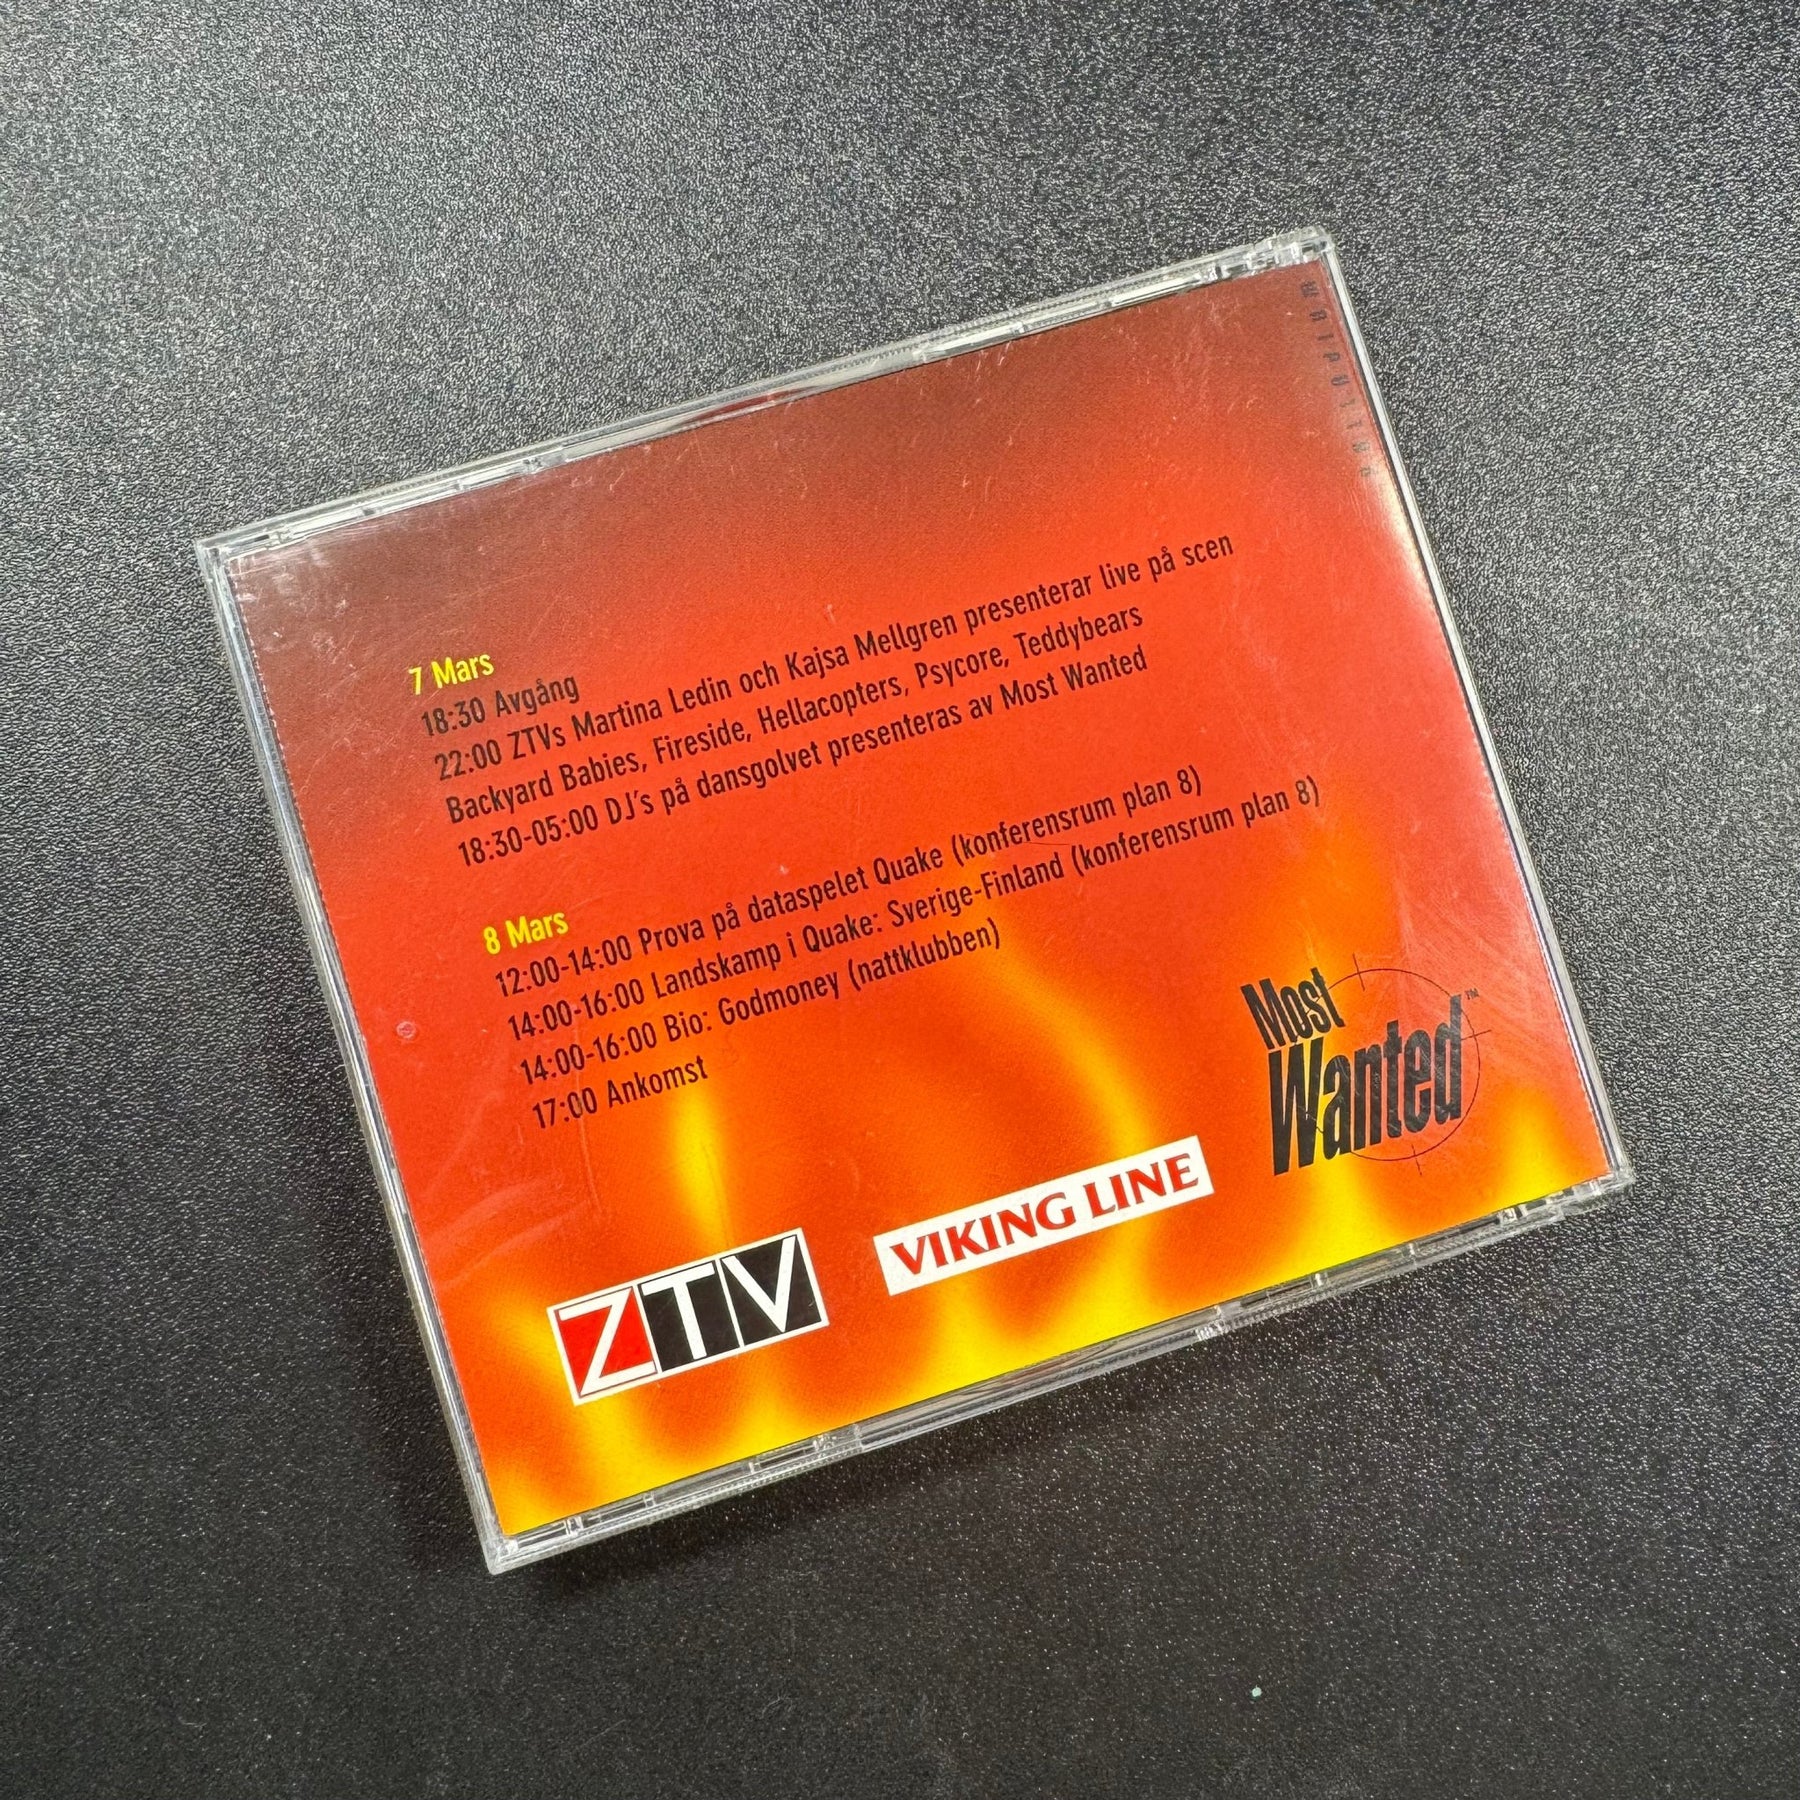 7 Mars
18:30 Avgång
22:00 ZTVs Martina Ledin och Kajsa Mellgren presenterar live på scen
Backyard Babies, Fireside, Hellacopters, Psycore, Teddybears
18:30-05:00 DJ's på dansgolvet presenteras av Most Wanted
8 Mars
12:00-14:00 Prova på dataspelet Quake (konferensrum plan 8)
14:00-16:00 Landskamp i Quake: Sverige-Finland (konferensrum plan 8)
14:00-16:00 Bio: Godmoney (nattklubben)
17:00 Ankomst
ZTV
VIKING LINE
Most
Wanted™